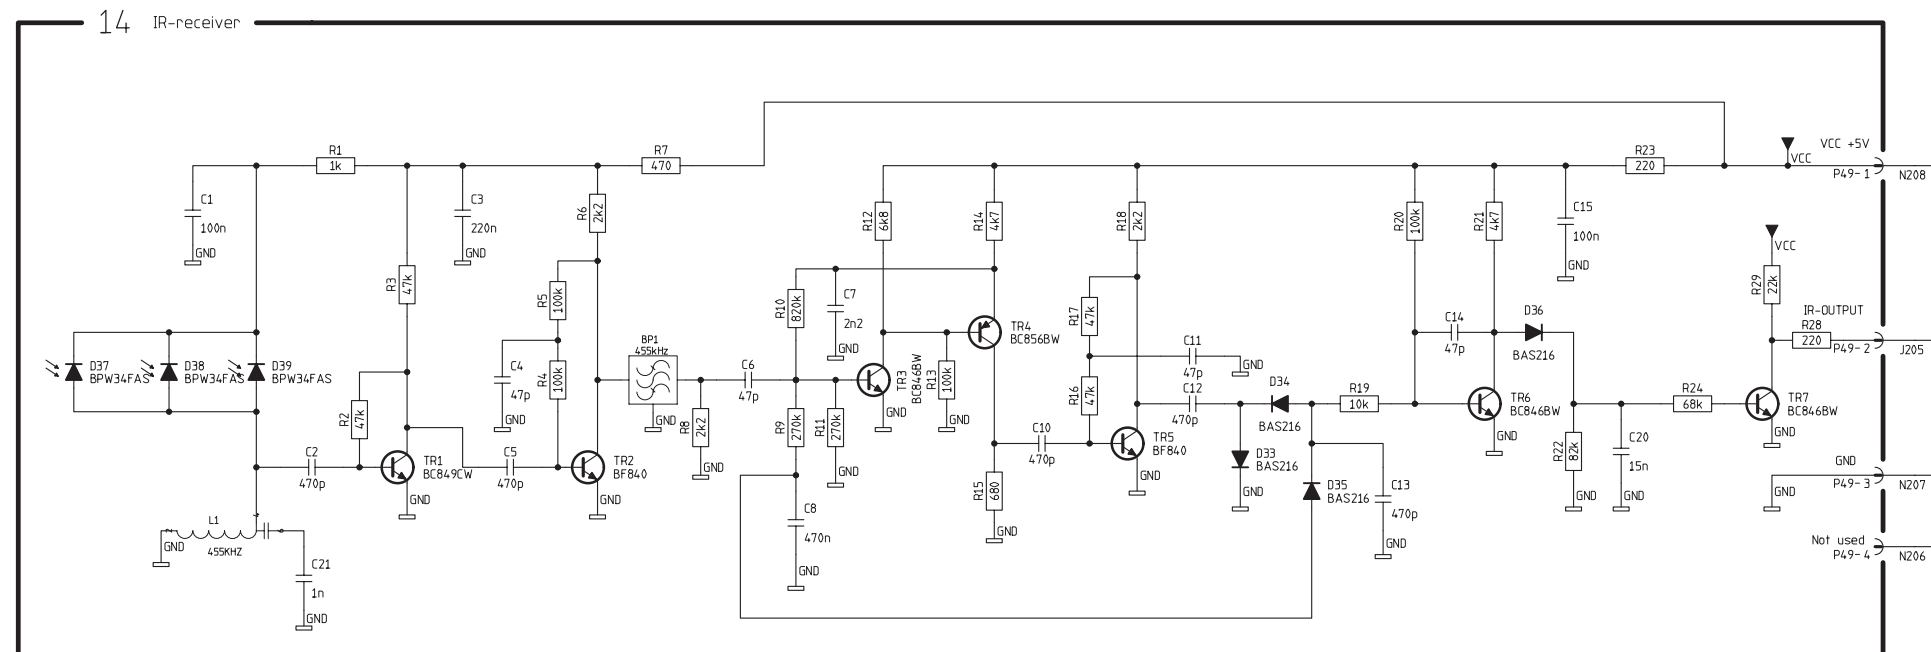 14 IR-receiver
R1
1k
R7
470
R23
220
VCC +5V
VCC
P49-1
N208
C1
100n
GND
C3
220n
GND
R6
2k2
R12
6k8
R14
4k7
R18
2k2
R20
100k
R21
4k7
C15
100n
GND
VCC
R3
47k
R5
100k
R10
820k
C7
2n2
GND
R17
47k
R29
22k
IR-OUTPUT
R28
220
P49-2
J205
TR4
BC856BW
C14
47p
D36
BAS216
BP1
455kHz
GND
C11
47p
GND
D37
BPW34FAS
D38
BPW34FAS
D39
BPW34FAS
C4
47p
GND
R4
100k
C6
47p
TR3
BC846BW
GND
R13
100k
GND
R16
47k
C12
470p
D34
BAS216
R19
10k
TR6
BC846BW
GND
R24
68k
TR7
BC846BW
GND
R2
47k
R8
2k2
GND
R9
270k
R11
270k
GND
C2
470p
TR1
BC849CW
GND
C5
470p
TR2
BF840
GND
C10
470p
TR5
BF840
GND
D33
BAS216
GND
R22
82k
GND
C20
15n
GND
GND
P49-3
GND
N207
R15
680
GND
D35
BAS216
C13
470p
GND
C8
470n
GND
L1
455KHZ
GND
2
4
6
C21
1n
GND
Not used
P49-4
N206